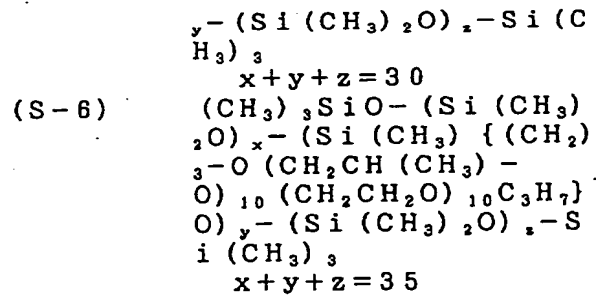 y－(Si(CH₃)₂O)z－Si(C
H₃)₃
x+y+z=30
(S-6) (CH₃)₃SiO－(Si(CH₃)
₂O)x－(Si(CH₃){(CH₂)
₃－O(CH₂CH(CH₃)－
O)₁₀(CH₂CH₂O)₁₀C₃H₇}
O)y－(Si(CH₃)₂O)z－S
i(CH₃)₃
x+y+z=35